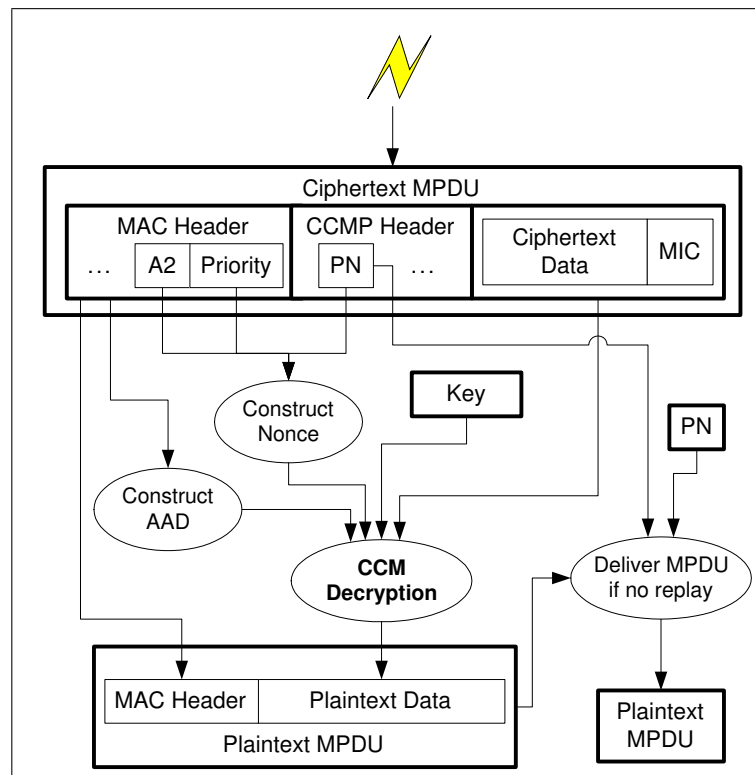 Ciphertext MPDU
MAC Header
CCMP Header
… A2 Priority
PN …
Ciphertext
Data
MIC
Construct
Nonce
Key
PN
Construct
AAD
CCM
Decryption
Deliver MPDU
if no replay
MAC Header
Plaintext Data
Plaintext MPDU
Plaintext
MPDU